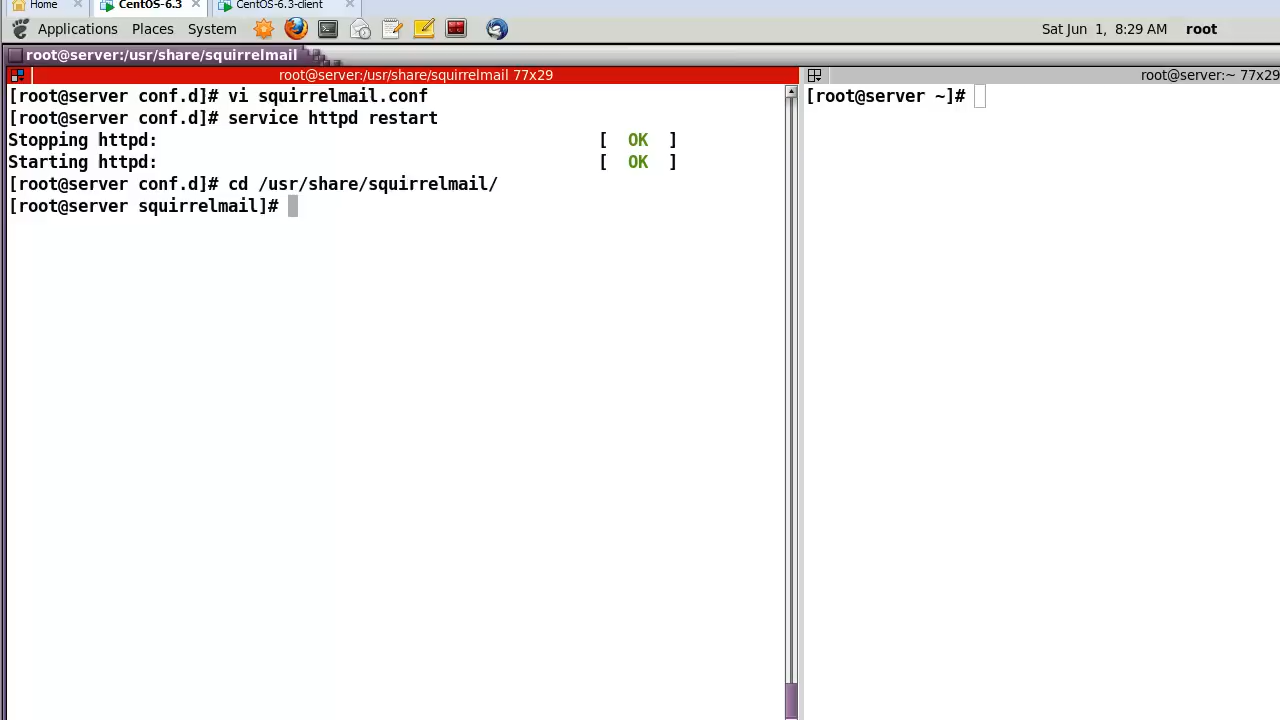 Home CentOS-6.3 CentOS-6.3-client
Applications Places System Sat Jun 1, 8:29 AM root
root@server:/usr/share/squirrelmail
root@server:/usr/share/squirrelmail 77x29
[root@server conf.d]# vi squirrelmail.conf
[root@server conf.d]# service httpd restart
Stopping httpd: [ OK ]
Starting httpd: [ OK ]
[root@server conf.d]# cd /usr/share/squirrelmail/
[root@server squirrelmail]#
root@server:~ 77x29
[root@server ~]#